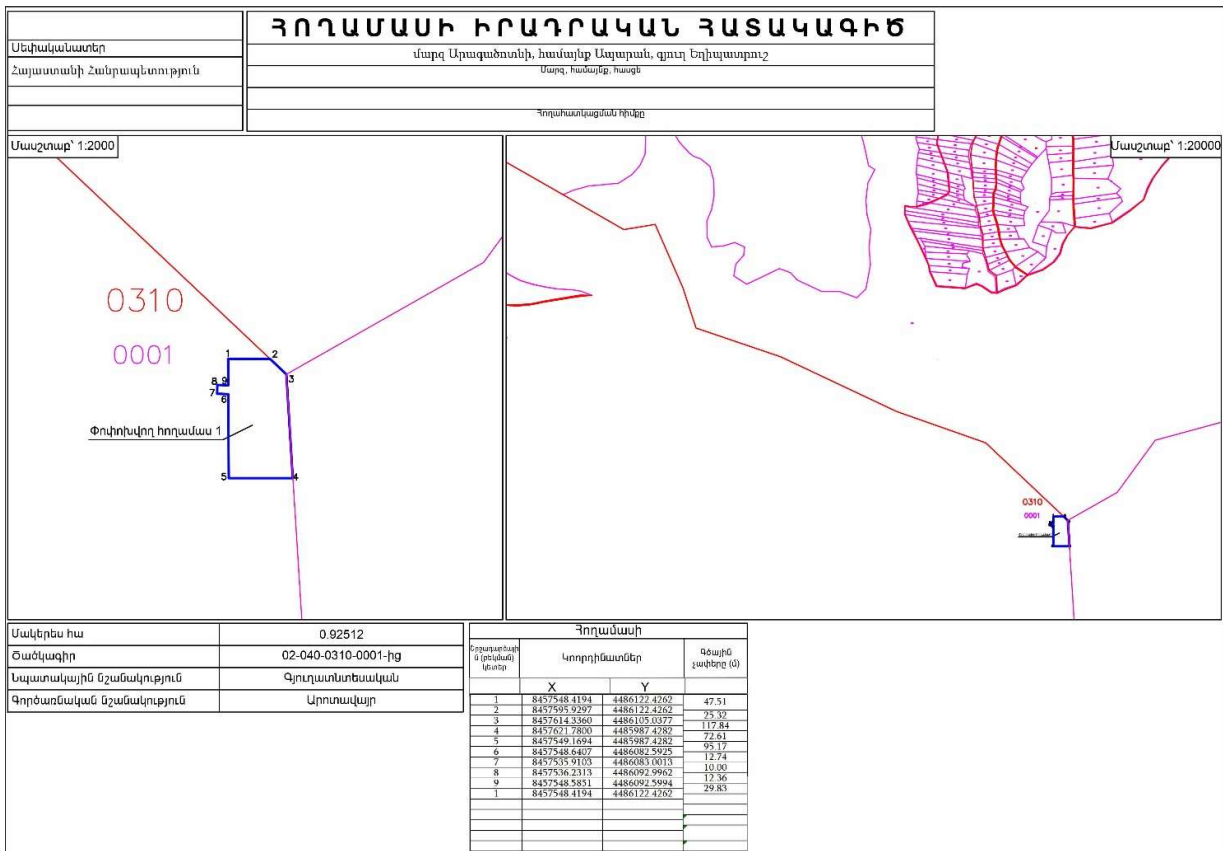 ՀՈՂԱՄԱՍԻ ԻՐԱԴՐԱԿԱՆ ՀԱՏԱԿԱԳԻԾ
Սեփականատեր
մարզ Արագածոտնի, համայնք Ապարան, գյուղ Եղիպատրուշ
Հայաստանի Հանրապետություն
Մարզ, համայնք, հասցե
Հողահատկացման հիմքը
Մասշտաբ՝ 1:2000
Մասշտաբ՝ 1:20000
0310
0001
1 2
3
8 9
7
6
Փոփոխվող հողամաս 1
5 4
0310
0001
Մակերես հա 0.92512
Ծածկագիր 02-040-0310-0001-ից
Նպատակային նշանակություն Գյուղատնտեսական
Գործառնական նշանակություն Արոտավայր
Հողամասի
Շրջադարձային (բեկման) կետեր Կոորդինատներ Գծային չափերը (մ)
X Y
1 8457548.4194 4486122.4262 47.51
2 8457595.9297 4486122.4262 25.32
3 8457614.3360 4486105.0377 117.84
4 8457621.7800 4485987.4282 72.61
5 8457549.1694 4485987.4282 95.17
6 8457548.6407 4486082.5925 12.74
7 8457535.9103 4486083.0013 10.00
8 8457536.2313 4486092.9962 12.36
9 8457548.5851 4486092.5994 29.83
1 8457548.4194 4486122.4262